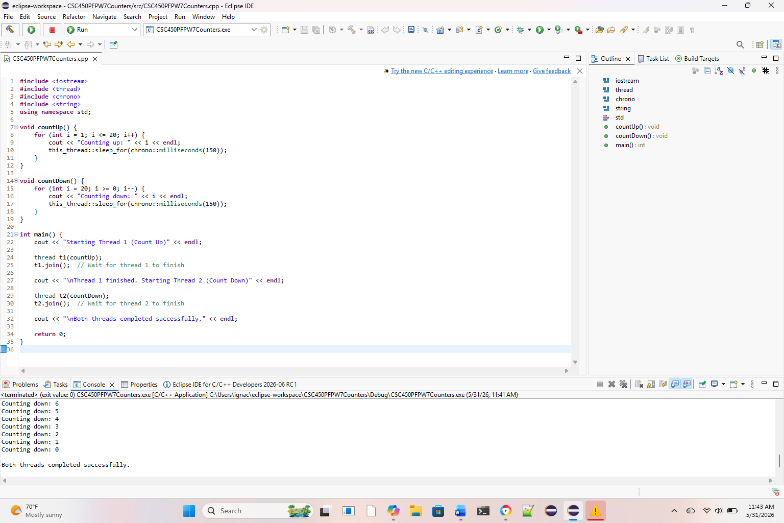 eclipse-workspace - CSC450PFPW7Counters/src/CSC450PFPW7Counters.cpp - Eclipse IDE
File Edit Source Refactor Navigate Search Project Run Window Help
Run CSC450PFPW7Counters.exe
CSC450PFPW7Counters.cpp
Outline Task List Build Targets
Try the new C/C++ editing experience - Learn more - Give feedback
1 #include <iostream>
2 #include <thread>
3 #include <chrono>
4 #include <string>
5 using namespace std;
6
7 void countUp() {
8 for (int i = 1; i <= 20; i++) {
9 cout << "Counting up: " << i << endl;
10 this_thread::sleep_for(chrono::milliseconds(150));
11 }
12 }
13
14 void countDown() {
15 for (int i = 20; i >= 0; i--) {
16 cout << "Counting down: " << i << endl;
17 this_thread::sleep_for(chrono::milliseconds(150));
18 }
19 }
20
21 int main() {
22 cout << "Starting Thread 1 (Count Up)" << endl;
23
24 thread t1(countUp);
25 t1.join(); // Wait for thread 1 to finish
26
27 cout << "\nThread 1 finished. Starting Thread 2 (Count Down)" << endl;
28
29 thread t2(countDown);
30 t2.join(); // Wait for thread 2 to finish
31
32 cout << "\nBoth threads completed successfully." << endl;
33
34 return 0;
35 }
36
iostream
thread
chrono
string
std
countUp() : void
countDown() : void
main() : int
Problems Tasks Console Properties Eclipse IDE for C/C++ Developers 2026-06 RC1
<terminated> (exit value: 0) CSC450PFPW7Counters.exe [C/C++ Application] C:\Users\ignac\eclipse-workspace\CSC450PFPW7Counters\Debug\CSC450PFPW7Counters.exe (5/31/26, 11:41 AM)
Counting down: 6
Counting down: 5
Counting down: 4
Counting down: 3
Counting down: 2
Counting down: 1
Counting down: 0
Both threads completed successfully.
70°F
Mostly sunny
Search
11:43 AM
5/31/2026